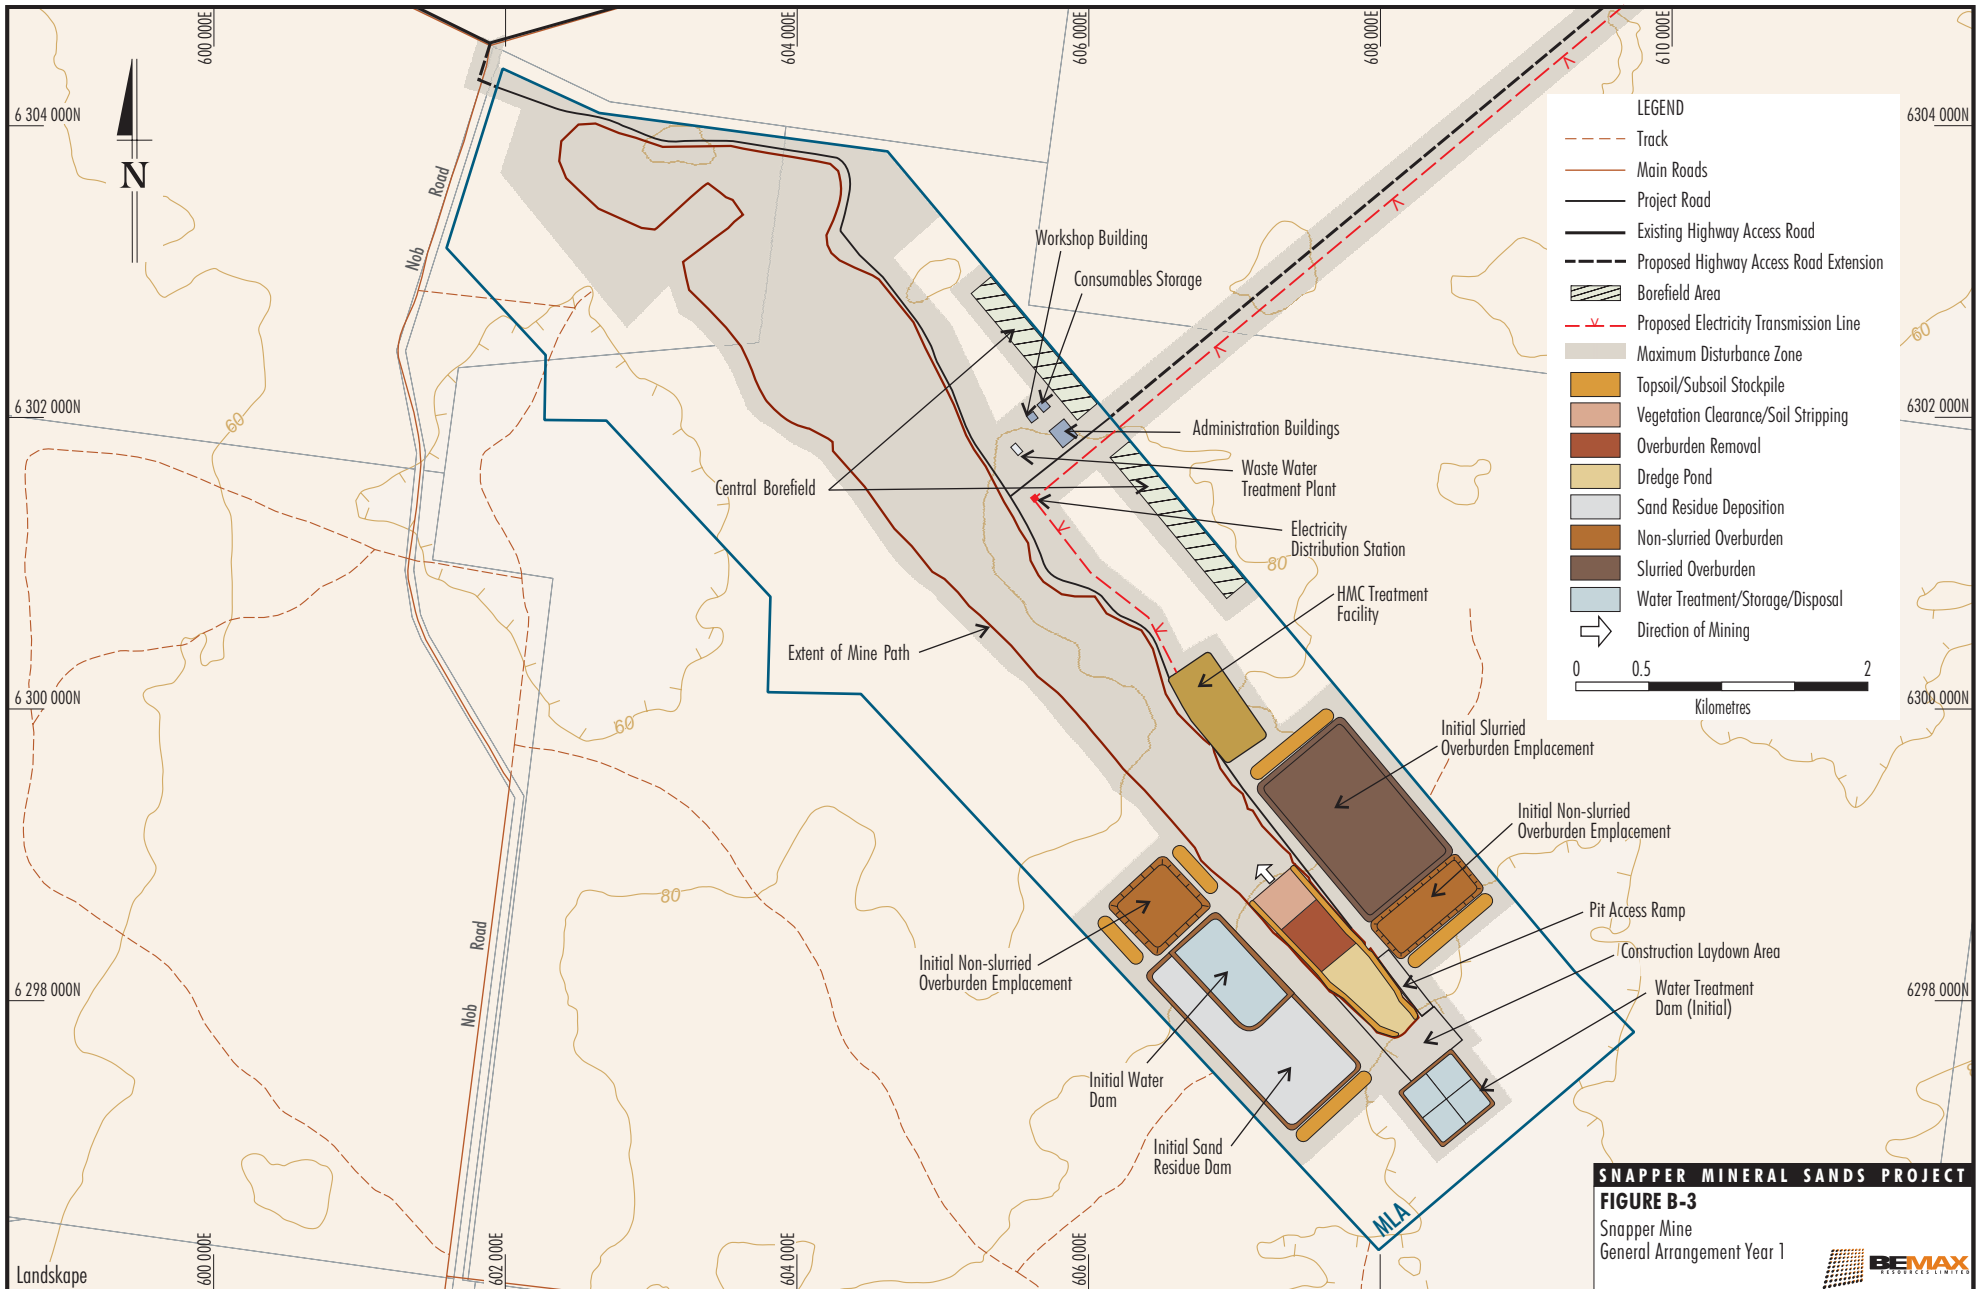 600 000E
604 000E
606 000E
608 000E
610 000E
6 304 000N
6304 000N
N
Road
Nob
Workshop Building
Consumables Storage
LEGEND
Track
Main Roads
Project Road
Existing Highway Access Road
Proposed Highway Access Road Extension
Borefield Area
Proposed Electricity Transmission Line
Maximum Disturbance Zone
Topsoil/Subsoil Stockpile
Vegetation Clearance/Soil Stripping
Overburden Removal
Dredge Pond
Sand Residue Deposition
Non-slurried Overburden
Slurried Overburden
Water Treatment/Storage/Disposal
Direction of Mining
0 0.5 2
Kilometres
60
6 302 000N
6302 000N
60
Administration Buildings
Waste Water
Treatment Plant
Central Borefield
Electricity
Distribution Station
80
HMC Treatment
Facility
Extent of Mine Path
6 300 000N
6300 000N
60
Initial Slurried
Overburden Emplacement
Initial Non-slurried
Overburden Emplacement
80
Pit Access Ramp
Road
Construction Laydown Area
Initial Non-slurried
Overburden Emplacement
Water Treatment
Dam (Initial)
6 298 000N
6298 000N
Nob
Initial Water
Dam
Initial Sand
Residue Dam
MLA
600 000E
602 000E
604 000E
606 000E
Landskape
SNAPPER MINERAL SANDS PROJECT
FIGURE B-3
Snapper Mine
General Arrangement Year 1
BEMAX
RESOURCES LIMITED